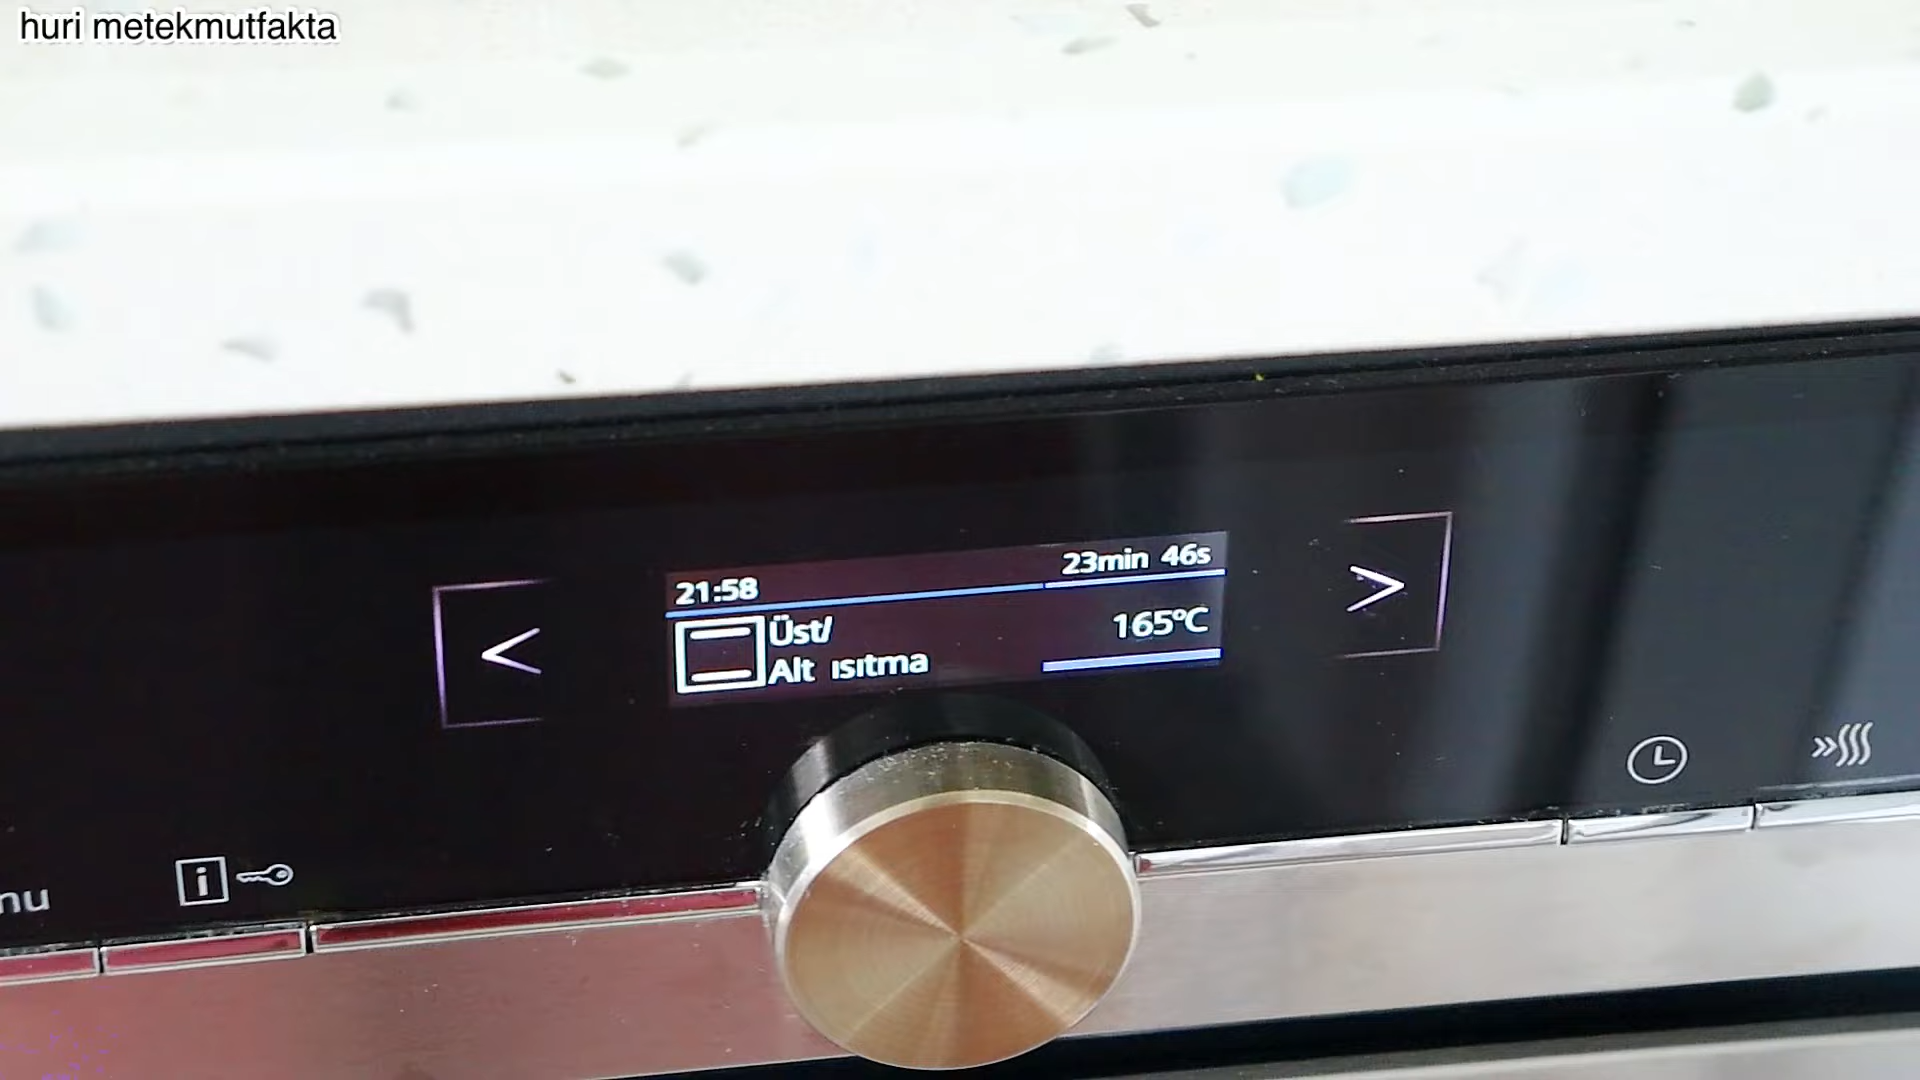 huri metekmutfakta
21:58
23min 46s
Üst/
Alt ısıtma
165°C
nu
i